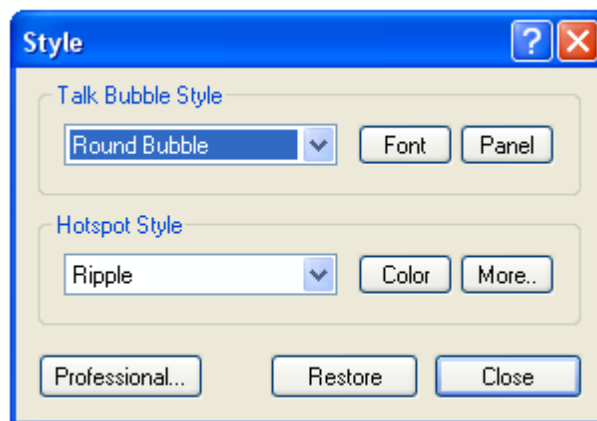 Style
Talk Bubble Style
Round Bubble Font Panel
Hotspot Style
Ripple Color More..
Professional... Restore Close